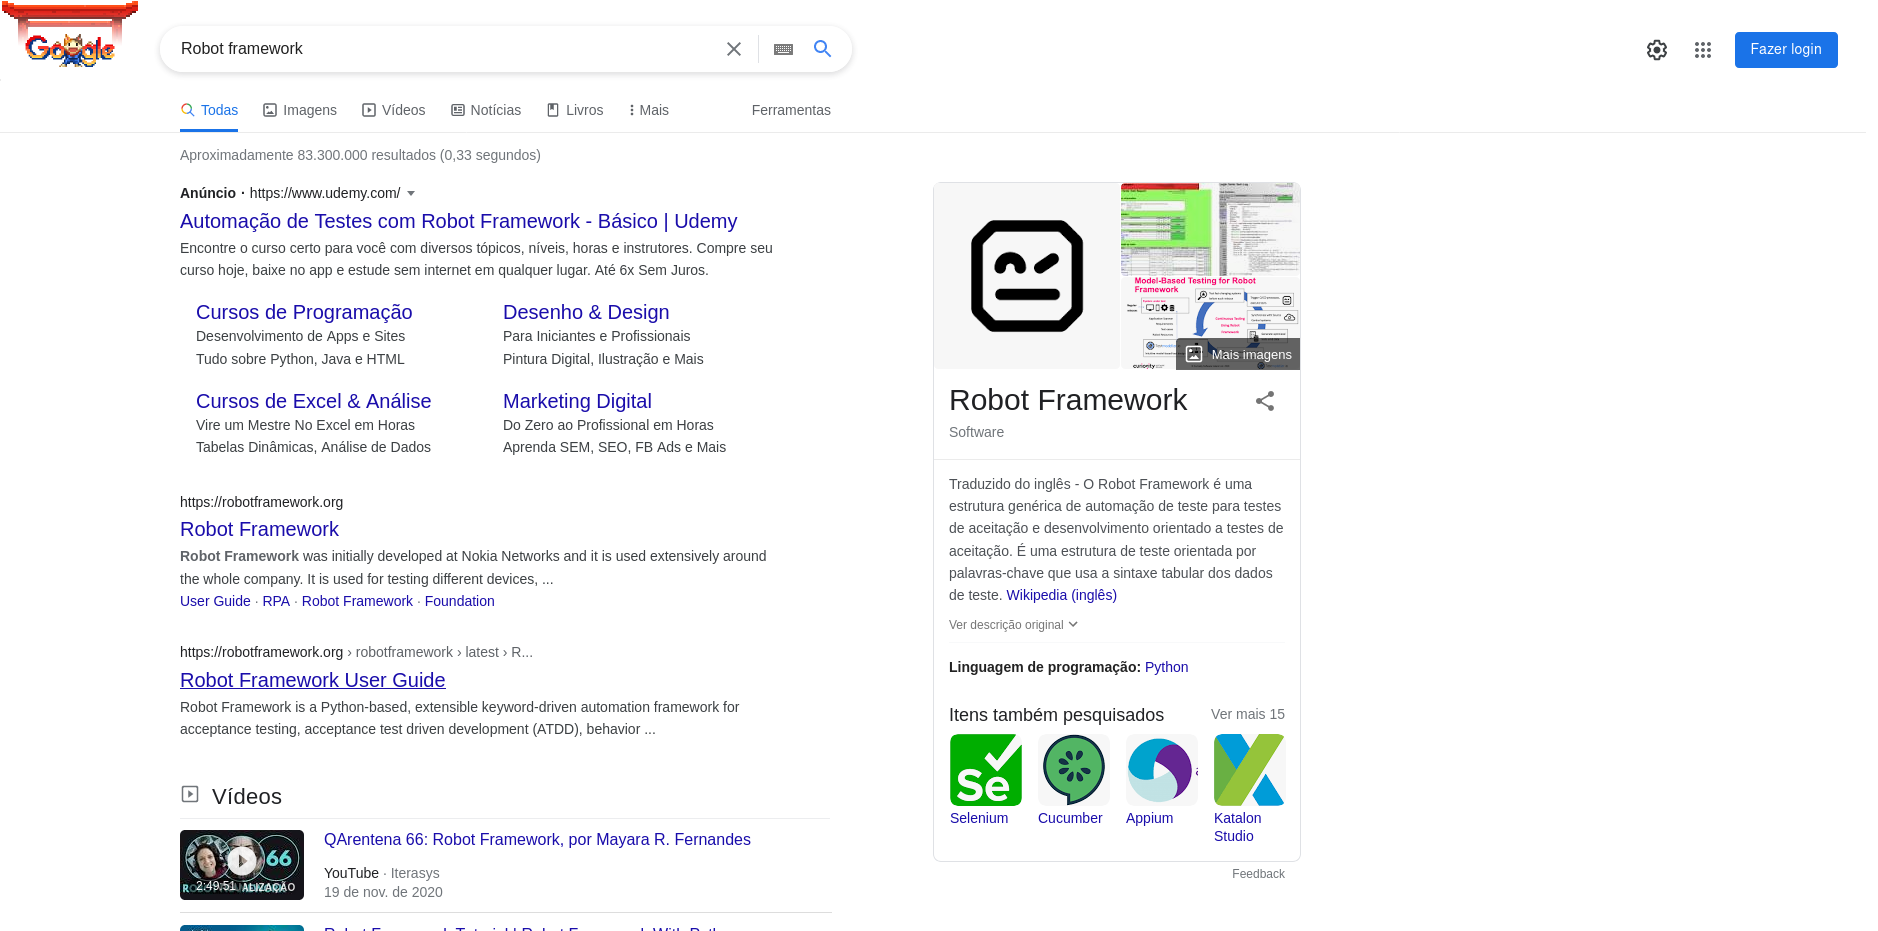 Google
Robot framework
Fazer login
Todas
Imagens
Vídeos
Notícias
Livros
Mais
Ferramentas
Aproximadamente 83.300.000 resultados (0,33 segundos)
Anúncio · https://www.udemy.com/
Automação de Testes com Robot Framework - Básico | Udemy
Encontre o curso certo para você com diversos tópicos, níveis, horas e instrutores. Compre seu
curso hoje, baixe no app e estude sem internet em qualquer lugar. Até 6x Sem Juros.
Cursos de Programação
Desenvolvimento de Apps e Sites
Tudo sobre Python, Java e HTML
Desenho & Design
Para Iniciantes e Profissionais
Pintura Digital, Ilustração e Mais
Cursos de Excel & Análise
Vire um Mestre No Excel em Horas
Tabelas Dinâmicas, Análise de Dados
Marketing Digital
Do Zero ao Profissional em Horas
Aprenda SEM, SEO, FB Ads e Mais
https://robotframework.org
Robot Framework
Robot Framework was initially developed at Nokia Networks and it is used extensively around
the whole company. It is used for testing different devices, ...
User Guide · RPA · Robot Framework · Foundation
https://robotframework.org › robotframework › latest › R...
Robot Framework User Guide
Robot Framework is a Python-based, extensible keyword-driven automation framework for
acceptance testing, acceptance test driven development (ATDD), behavior ...
Vídeos
66
2:49:51
QArentena 66: Robot Framework, por Mayara R. Fernandes
YouTube · Iterasys
19 de nov. de 2020
Model-Based Testing for Robot
Framework
curiosity
Mais imagens
Robot Framework
Software
Traduzido do inglês - O Robot Framework é uma
estrutura genérica de automação de teste para testes
de aceitação e desenvolvimento orientado a testes de
aceitação. É uma estrutura de teste orientada por
palavras-chave que usa a sintaxe tabular dos dados
de teste. Wikipedia (inglês)
Ver descrição original
Linguagem de programação: Python
Itens também pesquisados
Ver mais 15
Se
Selenium
Cucumber
Appium
Katalon
Studio
Feedback